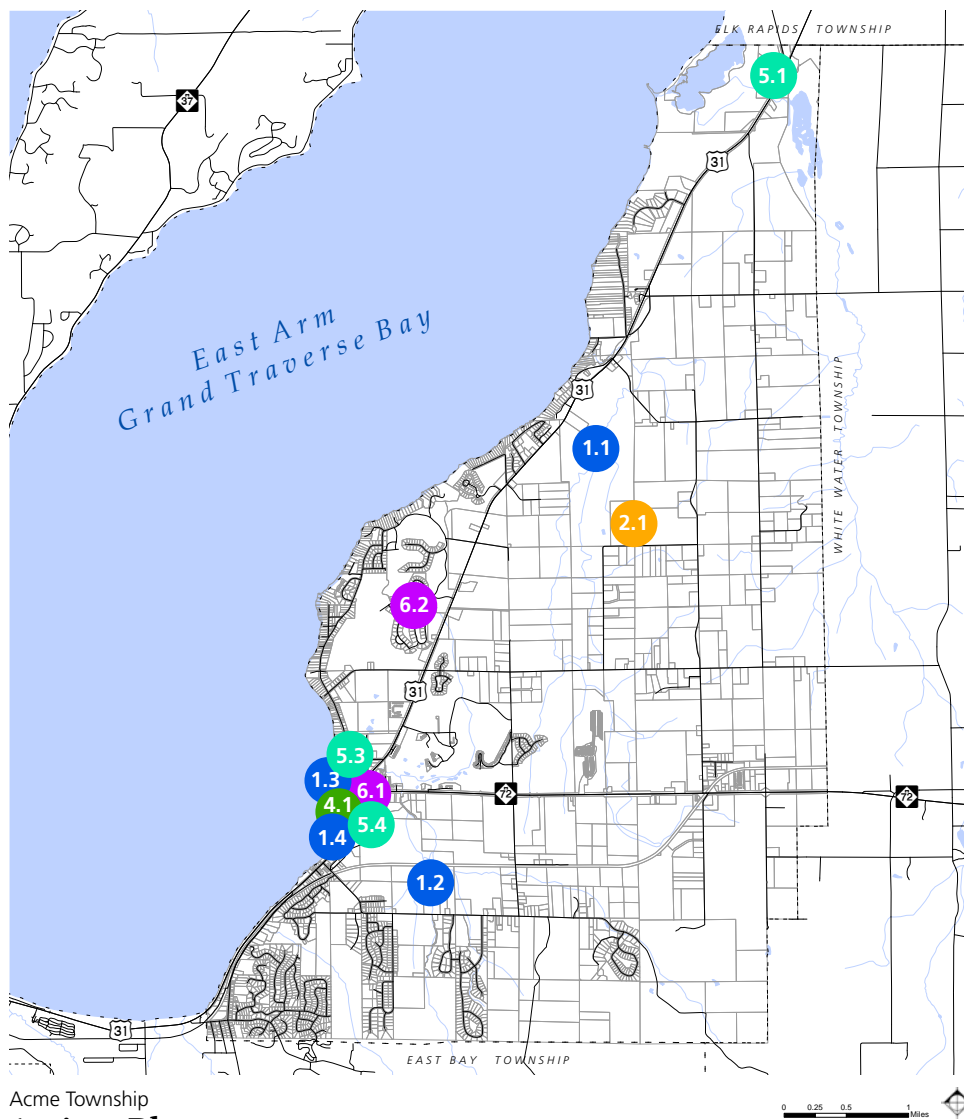 ELK RAPIDS TOWNSHIP
5.1
37
31
East Arm
Grand Traverse Bay
31
WHITE WATER TOWNSHIP
1.1
2.1
6.2
31
5.3
1.3
6.1
4.1
5.4
1.4
72
72
1.2
31
EAST BAY TOWNSHIP
Acme Township
0 0.25 0.5 1
Miles